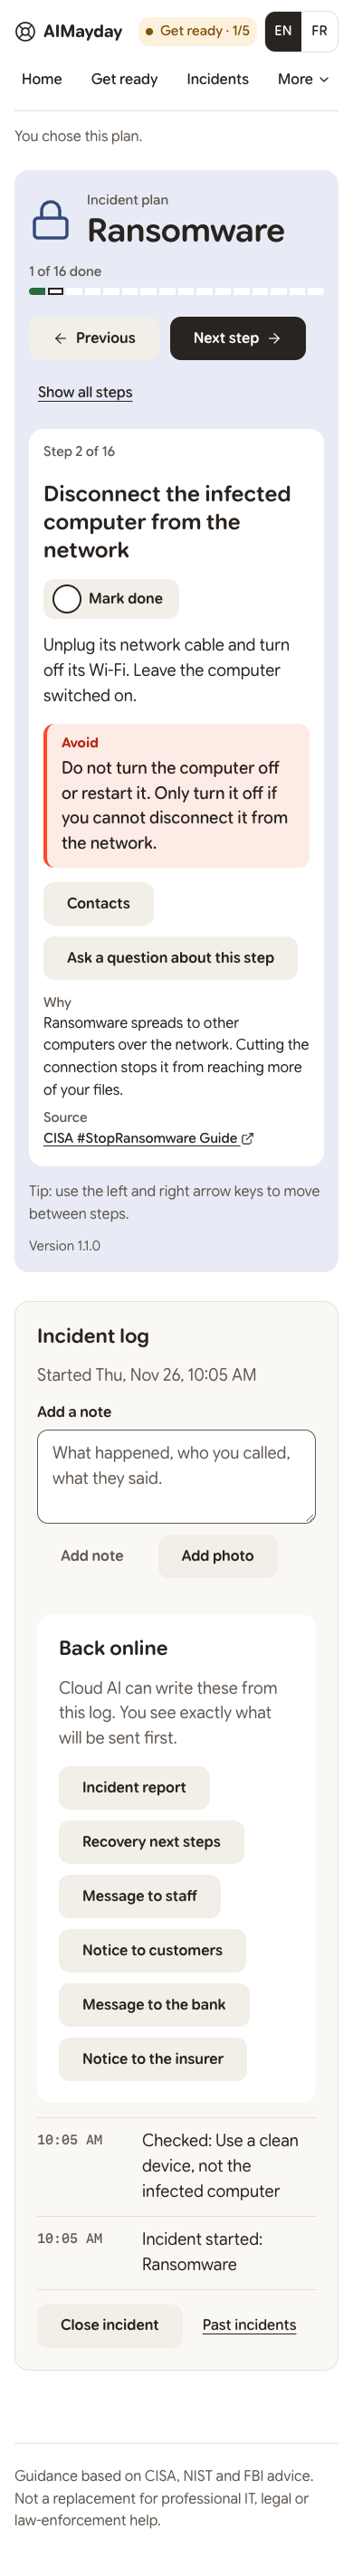 AIMayday
Get ready · 1/5
EN
FR
Home
Get ready
Incidents
More
You chose this plan.
Incident plan
Ransomware
1 of 16 done
Previous
Next step
Show all steps
Step 2 of 16
Disconnect the infected
computer from the
network
Mark done
Unplug its network cable and turn
off its Wi-Fi. Leave the computer
switched on.
Avoid
Do not turn the computer off
or restart it. Only turn it off if
you cannot disconnect it from
the network.
Contacts
Ask a question about this step
Why
Ransomware spreads to other
computers over the network. Cutting the
connection stops it from reaching more
of your files.
Source
CISA #StopRansomware Guide
Tip: use the left and right arrow keys to move
between steps.
Version 1.1.0
Incident log
Started Thu, Nov 26, 10:05 AM
Add a note
What happened, who you called,
what they said.
Add note
Add photo
Back online
Cloud AI can write these from
this log. You see exactly what
will be sent first.
Incident report
Recovery next steps
Message to staff
Notice to customers
Message to the bank
Notice to the insurer
10:05 AM
Checked: Use a clean
device, not the
infected computer
10:05 AM
Incident started:
Ransomware
Close incident
Past incidents
Guidance based on CISA, NIST and FBI advice.
Not a replacement for professional IT, legal or
law-enforcement help.